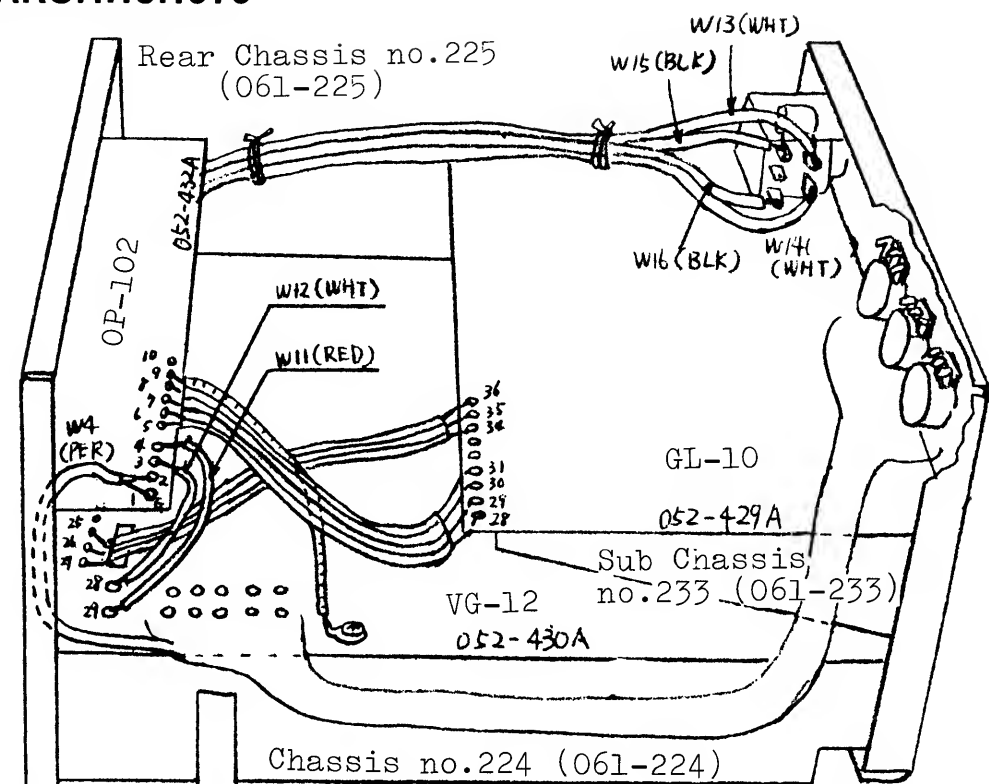 Rear Chassis no.225
(061-225)
W13(WHT)
W15(BLK)
052-432A
OP-102
W16(BLK)
W14(
(WHT)
W12(WHT)
W11(RED)
10
9
8
7
6
5
4
3
2
W4
(PER)
25
26
27
28
29
36
35
34
31
30
29
28
GL-10
052-429A
Sub Chassis
no.233 (061-233)
VG-12
052-430A
Chassis no.224 (061-224)